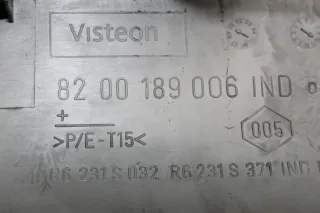 Visteon
82 00 189 006 IND
+
>P/E-T15<
005
R6 231 S 032 R6 231 S 371 IND